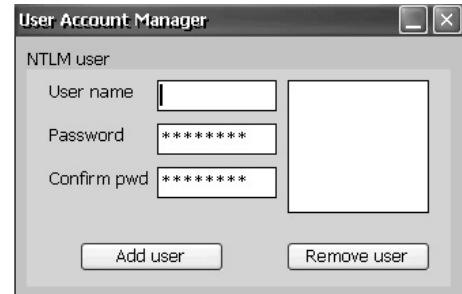 User Account Manager
NTLM user
User name
Password ********
Confirm pwd ********
Add user Remove user